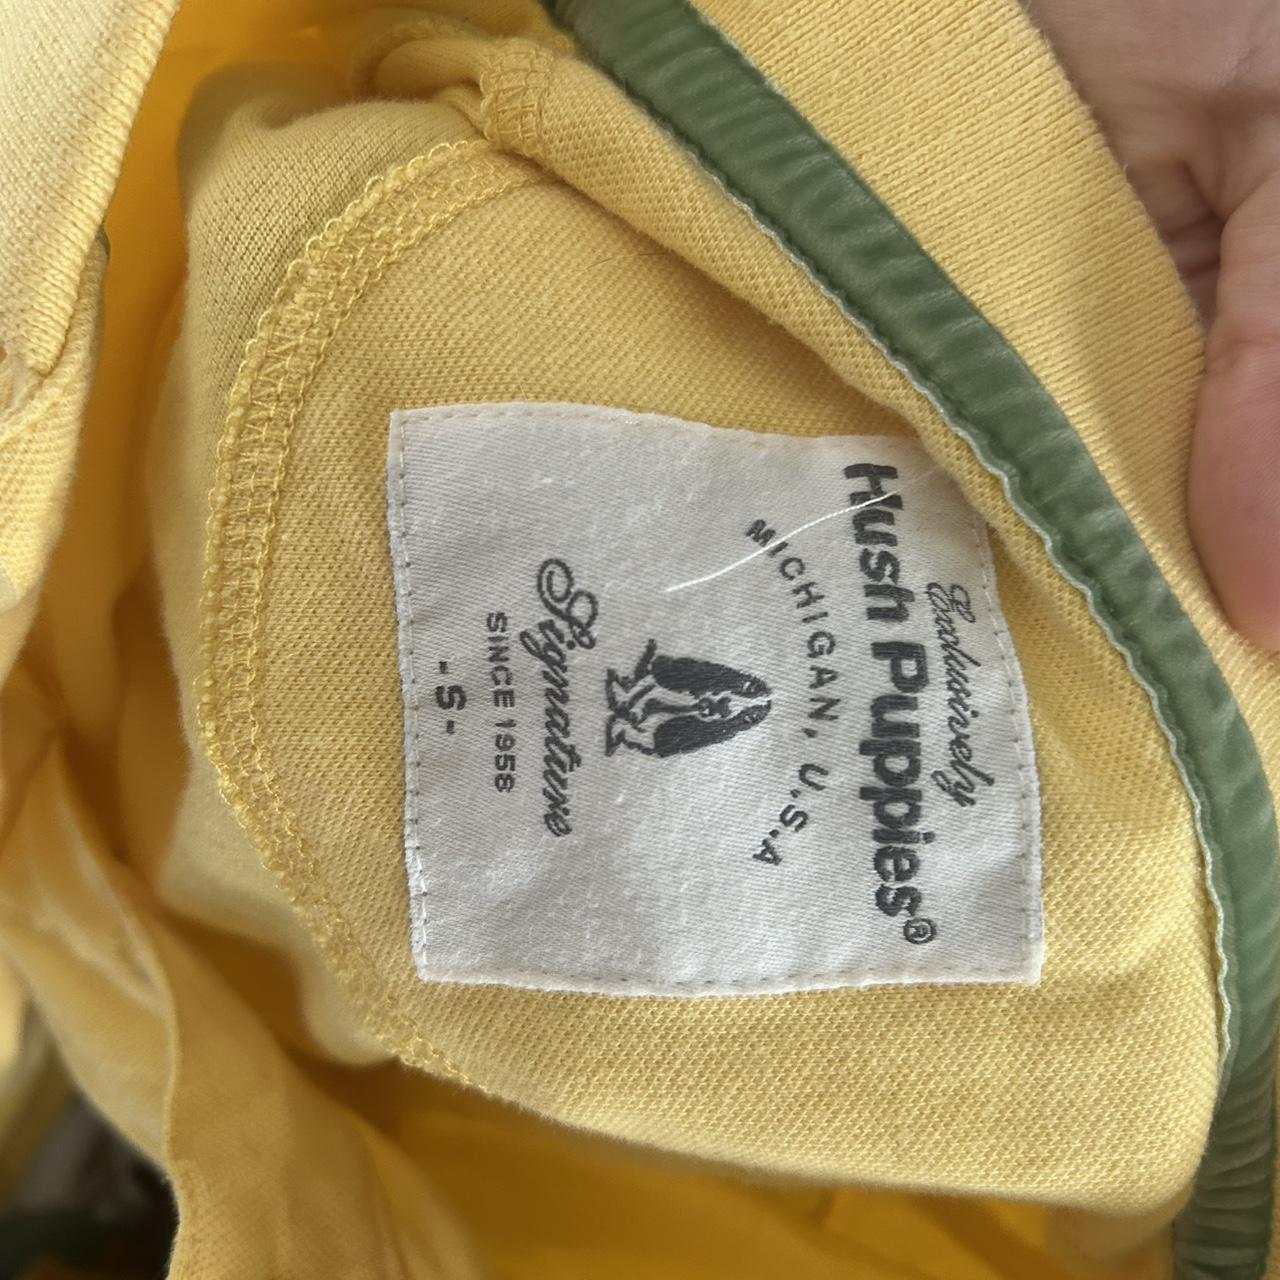 Exclusively
Hush Puppies®
MICHIGAN, U.S.A
Signature
SINCE 1958
-S-